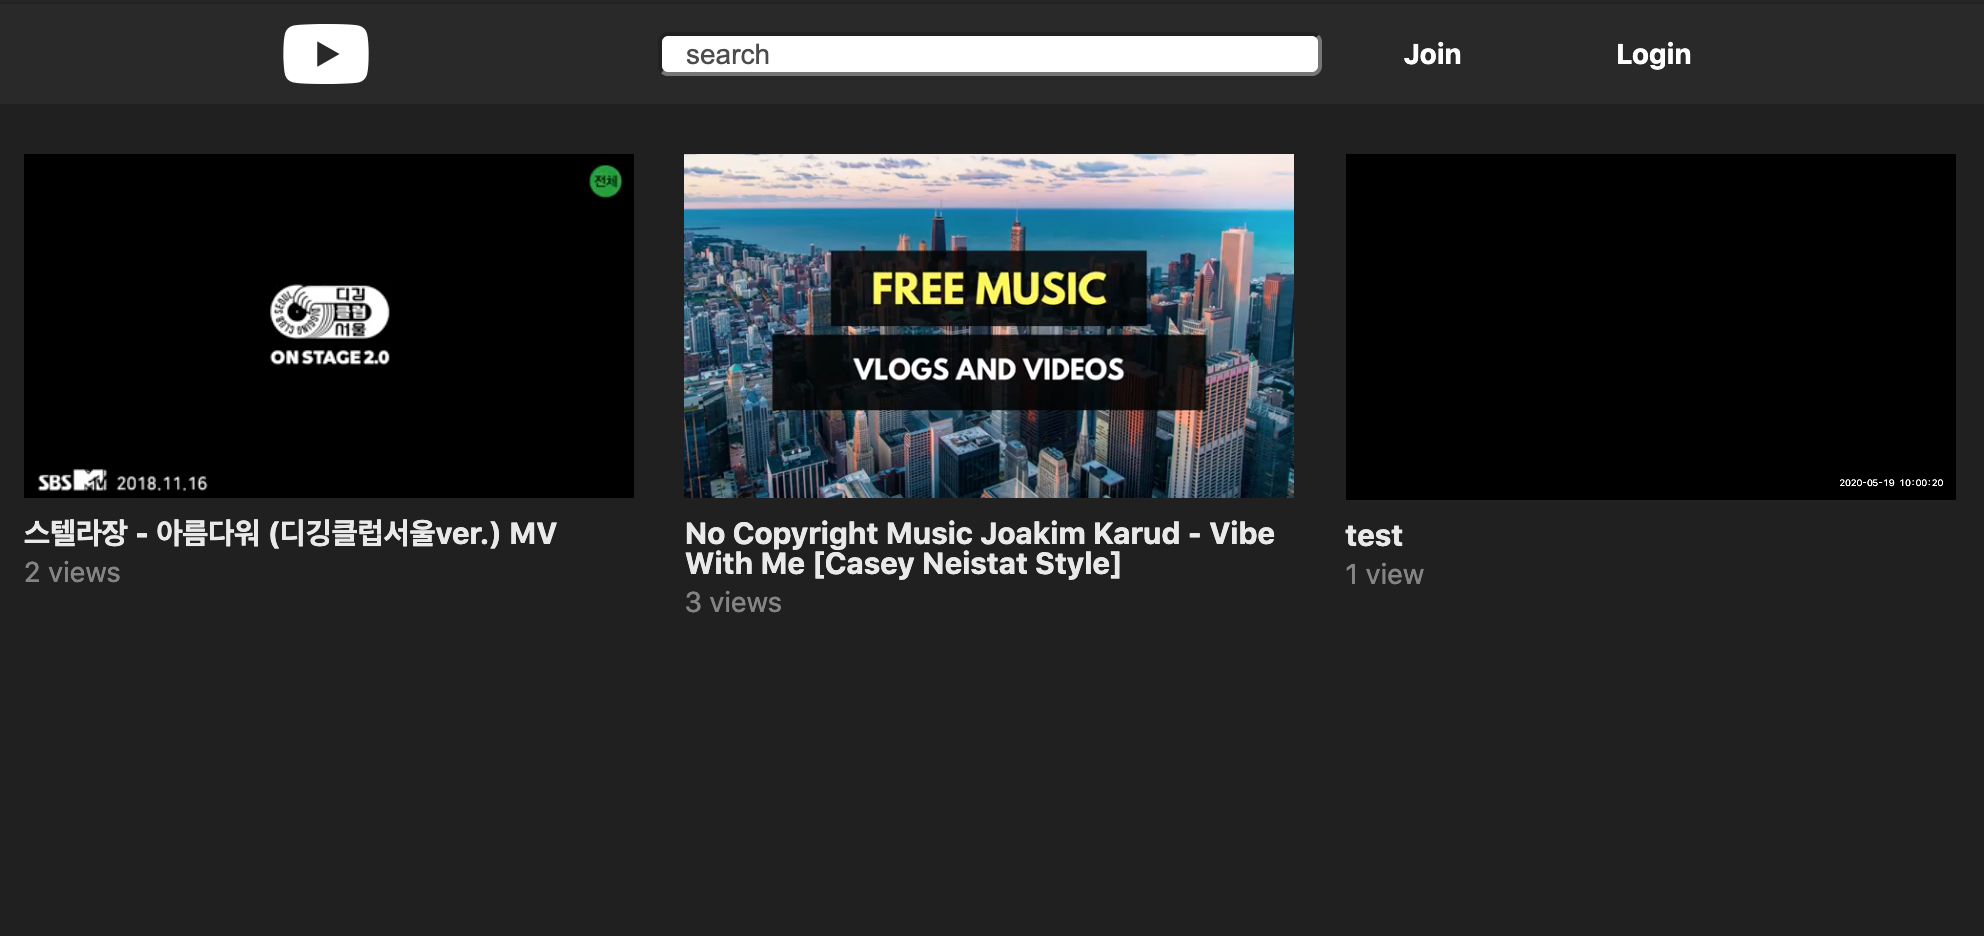 search
Join
Login
전체
SEOUL
DIGGING CLUB
디깅
클럽
서울
ON STAGE 2.0
SBS MTV 2018.11.16
FREE MUSIC
VLOGS AND VIDEOS
2020-05-19 10:00:20
스텔라장 - 아름다워 (디깅클럽서울ver.) MV
2 views
No Copyright Music Joakim Karud - Vibe
With Me [Casey Neistat Style]
3 views
test
1 view